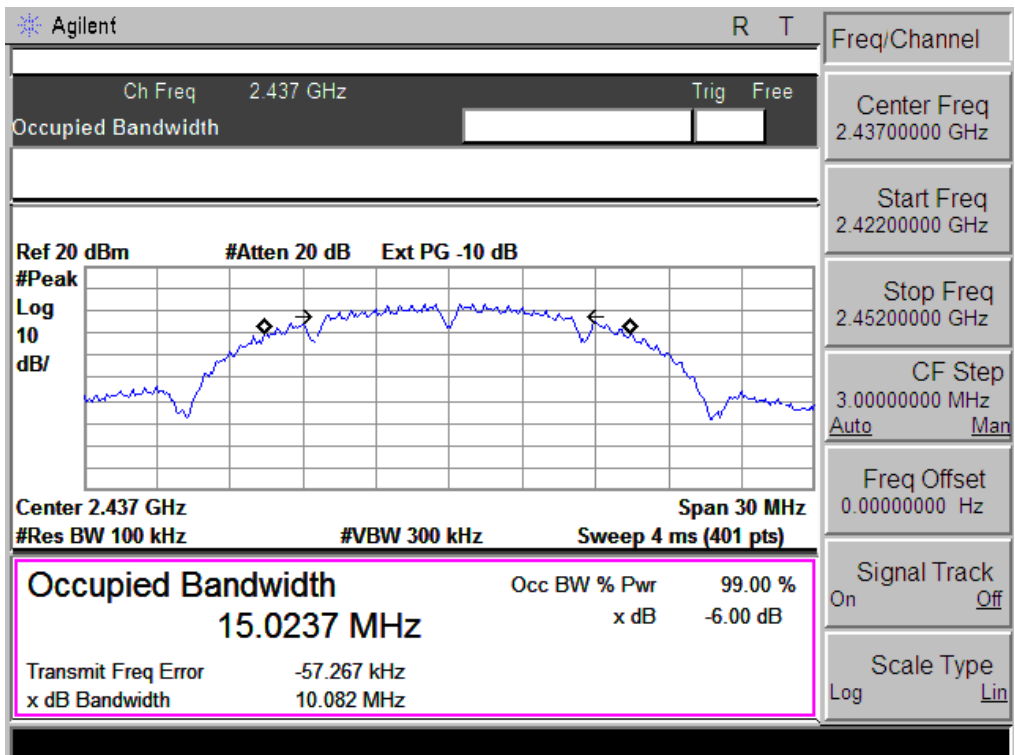 Agilent R T
Ch Freq 2.437 GHz Trig Free
Occupied Bandwidth
Ref 20 dBm #Atten 20 dB Ext PG -10 dB
#Peak
Log
10
dB/
Center 2.437 GHz Span 30 MHz
#Res BW 100 kHz #VBW 300 kHz Sweep 4 ms (401 pts)
Occupied Bandwidth Occ BW % Pwr 99.00 %
15.0237 MHz x dB -6.00 dB
Transmit Freq Error -57.267 kHz
x dB Bandwidth 10.082 MHz
Freq/Channel
Center Freq
2.43700000 GHz
Start Freq
2.42200000 GHz
Stop Freq
2.45200000 GHz
CF Step
3.00000000 MHz
Auto Man
Freq Offset
0.00000000 Hz
Signal Track
On Off
Scale Type
Log Lin